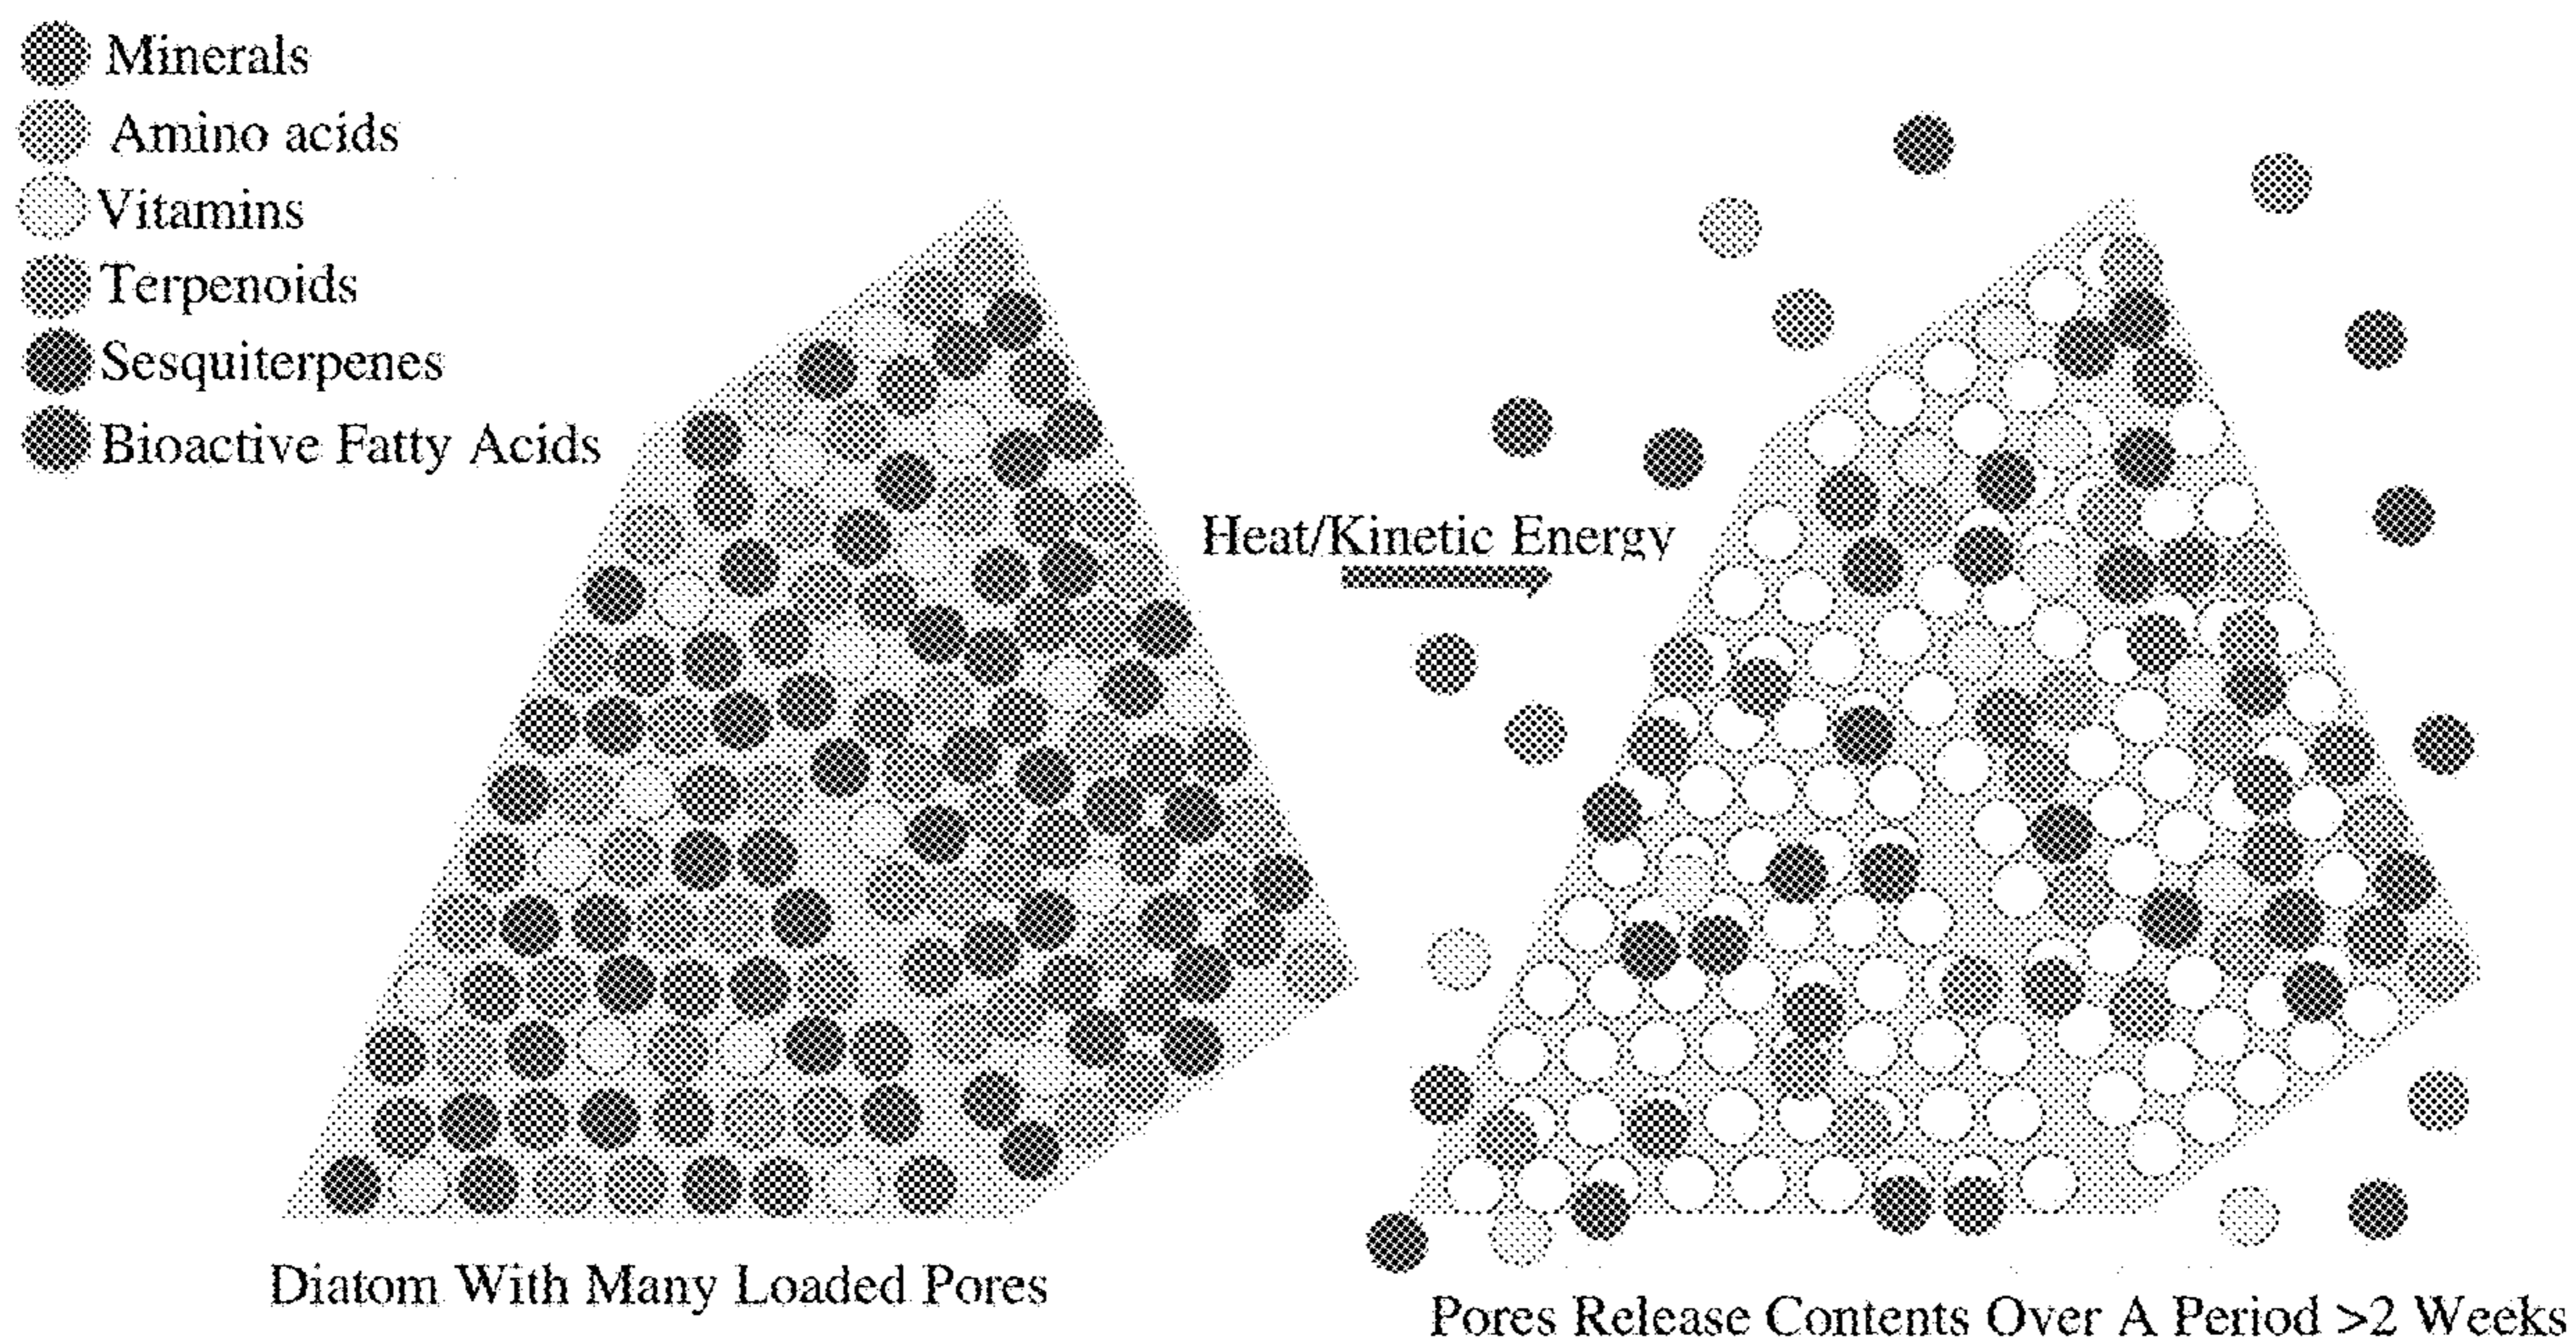 Minerals
Amino acids
Vitamins
Terpenoids
Sesquiterpenes
Bioactive Fatty Acids
Heat/Kinetic Energy
Diatom With Many Loaded Pores
Pores Release Contents Over A Period >2 Weeks